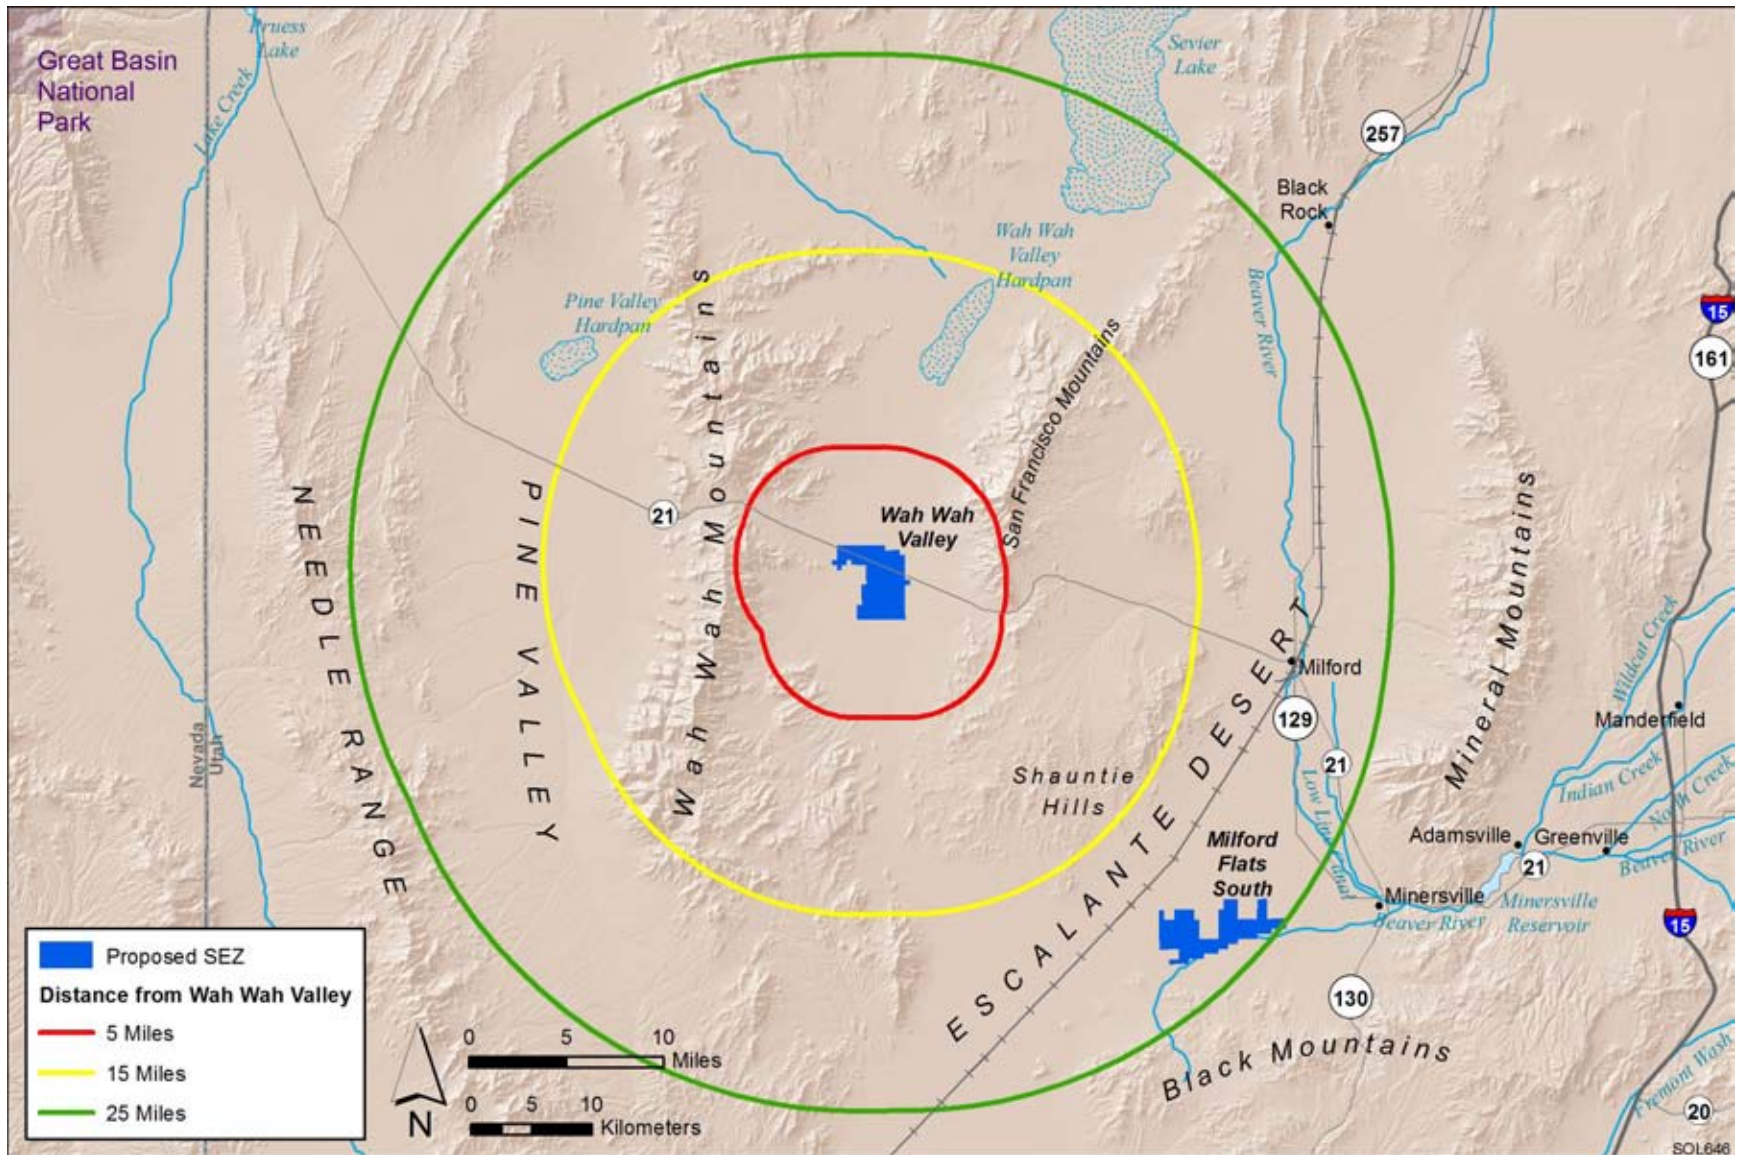 Great Basin
National
Park
Pruess
Lake
Lake Creek
Sevier
Lake
257
Black
Rock
Wah Wah
Valley
Hardpan
Pine Valley
Hardpan
Beaver River
15
161
Wah Wah Mountains
San Francisco Mountains
NEEDLE RANGE
PINE VALLEY
21
Wah Wah
Valley
Mineral Mountains
Wildcat Creek
Milford
Manderfield
129
21
Nevada
Utah
Shauntie
Hills
ESCALANTE DESERT
Low Line Canal
Indian Creek
North Creek
Milford
Flats
South
Adamsville
Greenville
21
Beaver River
Minersville
Beaver River
Minersville
Reservoir
15
130
Black Mountains
Fremont Wash
20
Proposed SEZ
Distance from Wah Wah Valley
5 Miles
15 Miles
25 Miles
N
0 5 10
Miles
0 5 10
Kilometers
SOL646